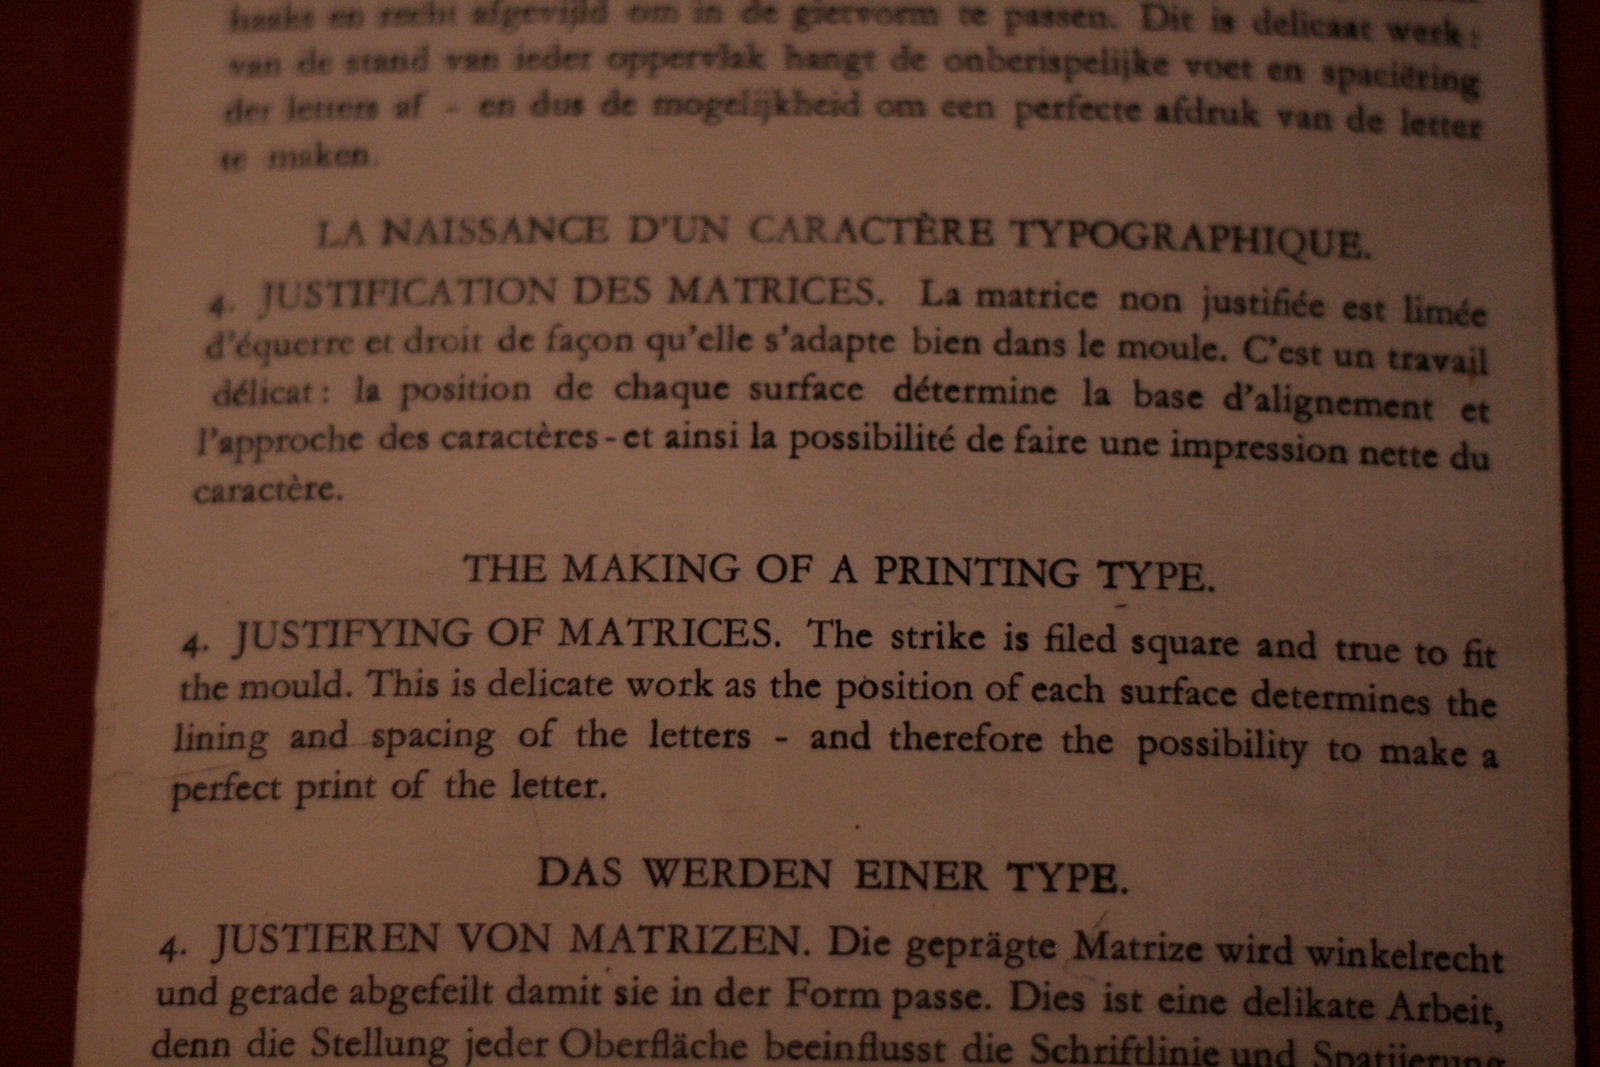 haaks en recht afgevijld om in de gietvorm te passen. Dit is delicaat werk:
van de stand van ieder oppervlak hangt de onberispelijke voet en spaciëring
der letters af - en dus de mogelijkheid om een perfecte afdruk van de letter
te maken.
LA NAISSANCE D'UN CARACTÈRE TYPOGRAPHIQUE.
4. JUSTIFICATION DES MATRICES. La matrice non justifiée est limée
d'équerre et droit de façon qu'elle s'adapte bien dans le moule. C'est un travail
délicat: la position de chaque surface détermine la base d'alignement et
l'approche des caractères - et ainsi la possibilité de faire une impression nette du
caractère.
THE MAKING OF A PRINTING TYPE.
4. JUSTIFYING OF MATRICES. The strike is filed square and true to fit
the mould. This is delicate work as the position of each surface determines the
lining and spacing of the letters - and therefore the possibility to make a
perfect print of the letter.
DAS WERDEN EINER TYPE.
4. JUSTIEREN VON MATRIZEN. Die geprägte Matrize wird winkelrecht
und gerade abgefeilt damit sie in der Form passe. Dies ist eine delikate Arbeit,
denn die Stellung jeder Oberfläche beeinflusst die Schriftlinie und Spatiierung